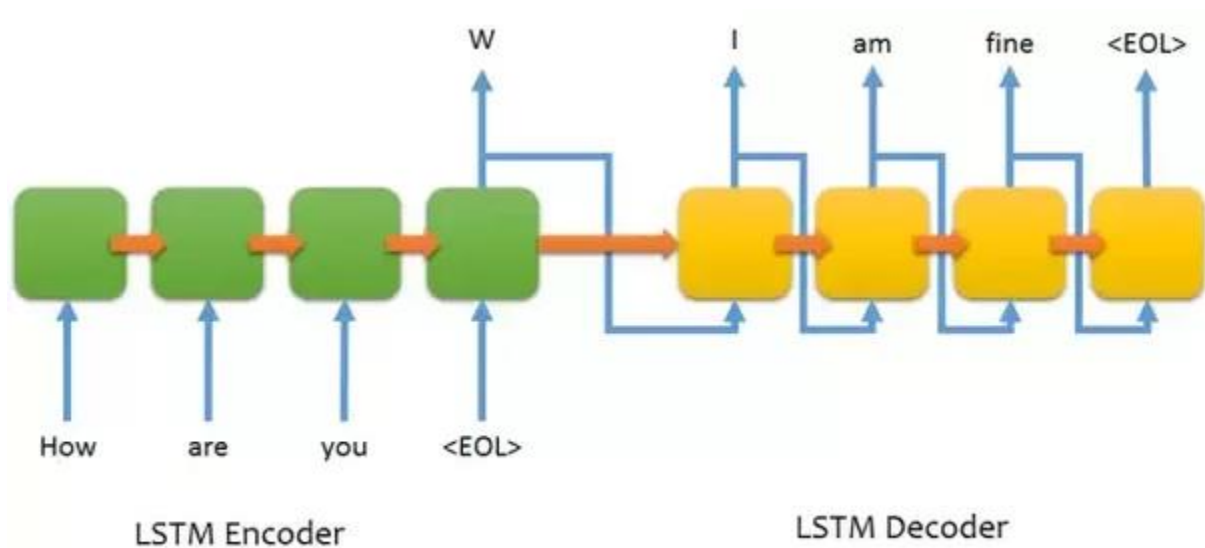 W I am fine <EOL>
How are you <EOL>
LSTM Encoder LSTM Decoder